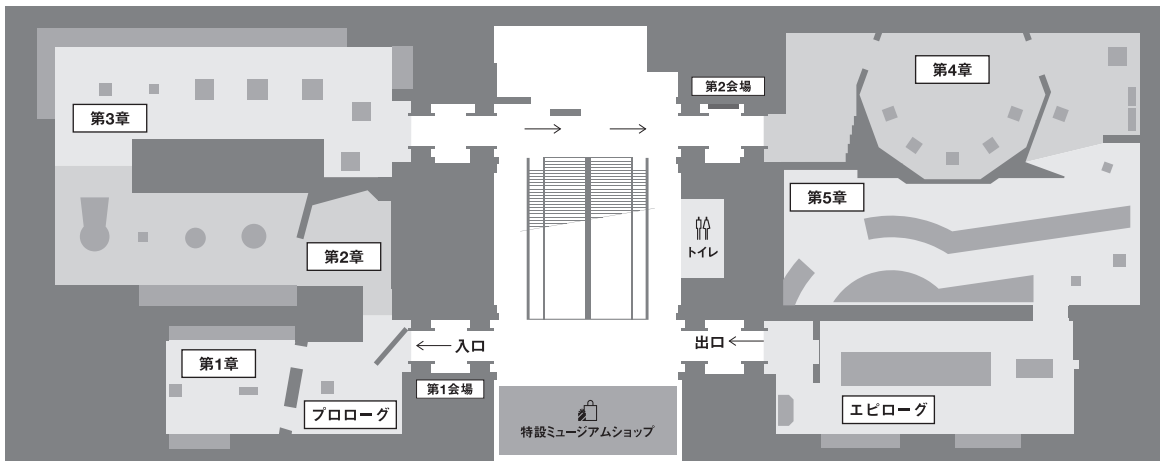 第3章
第2会場
第4章
第5章
トイレ
第2章
入口
出口
第1章
第1会場
プロローグ
エピローグ
特設ミュージアムショップ